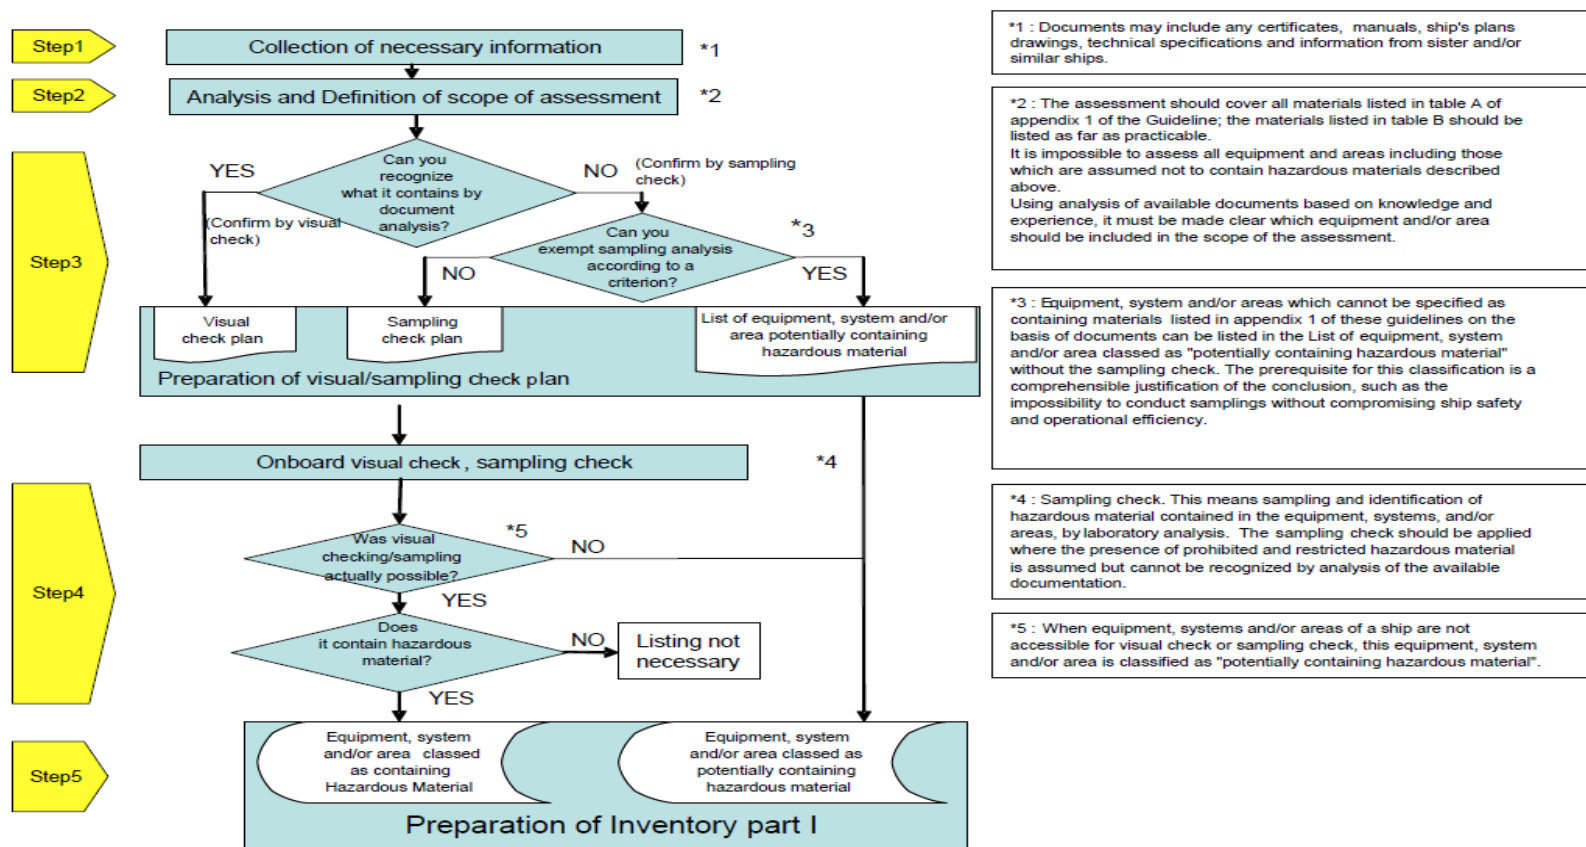 Step1
Collection of necessary information
*1
Step2
Analysis and Definition of scope of assessment
*2
Step3
YES
Can you
recognize
what it contains by
document
analysis?
NO
(Confirm by sampling
check)
(Confirm by visual
check)
Can you
exempt sampling analysis
according to a
criterion?
*3
NO
YES
Visual
check plan
Sampling
check plan
List of equipment, system and/or
area potentially containing
hazardous material
Preparation of visual/sampling check plan
Onboard visual check , sampling check
*4
Step4
Was visual
checking/sampling
actually possible?
*5
NO
YES
Does
it contain hazardous
material?
NO
Listing not
necessary
YES
Step5
Equipment, system
and/or area classed
as containing
Hazardous Material
Equipment, system
and/or area classed as
potentially containing
hazardous material
Preparation of Inventory part I
*1 : Documents may include any certificates, manuals, ship's plans
drawings, technical specifications and information from sister and/or
similar ships.
*2 : The assessment should cover all materials listed in table A of
appendix 1 of the Guideline; the materials listed in table B should be
listed as far as practicable.
It is impossible to assess all equipment and areas including those
which are assumed not to contain hazardous materials described
above.
Using analysis of available documents based on knowledge and
experience, it must be made clear which equipment and/or area
should be included in the scope of the assessment.
*3 : Equipment, system and/or areas which cannot be specified as
containing materials listed in appendix 1 of these guidelines on the
basis of documents can be listed in the List of equipment, system
and/or area classed as "potentially containing hazardous material"
without the sampling check. The prerequisite for this classification is a
comprehensible justification of the conclusion, such as the
impossibility to conduct samplings without compromising ship safety
and operational efficiency.
*4 : Sampling check. This means sampling and identification of
hazardous material contained in the equipment, systems, and/or
areas, by laboratory analysis. The sampling check should be applied
where the presence of prohibited and restricted hazardous material
is assumed but cannot be recognized by analysis of the available
documentation.
*5 : When equipment, systems and/or areas of a ship are not
accessible for visual check or sampling check, this equipment, system
and/or area is classified as "potentially containing hazardous material".